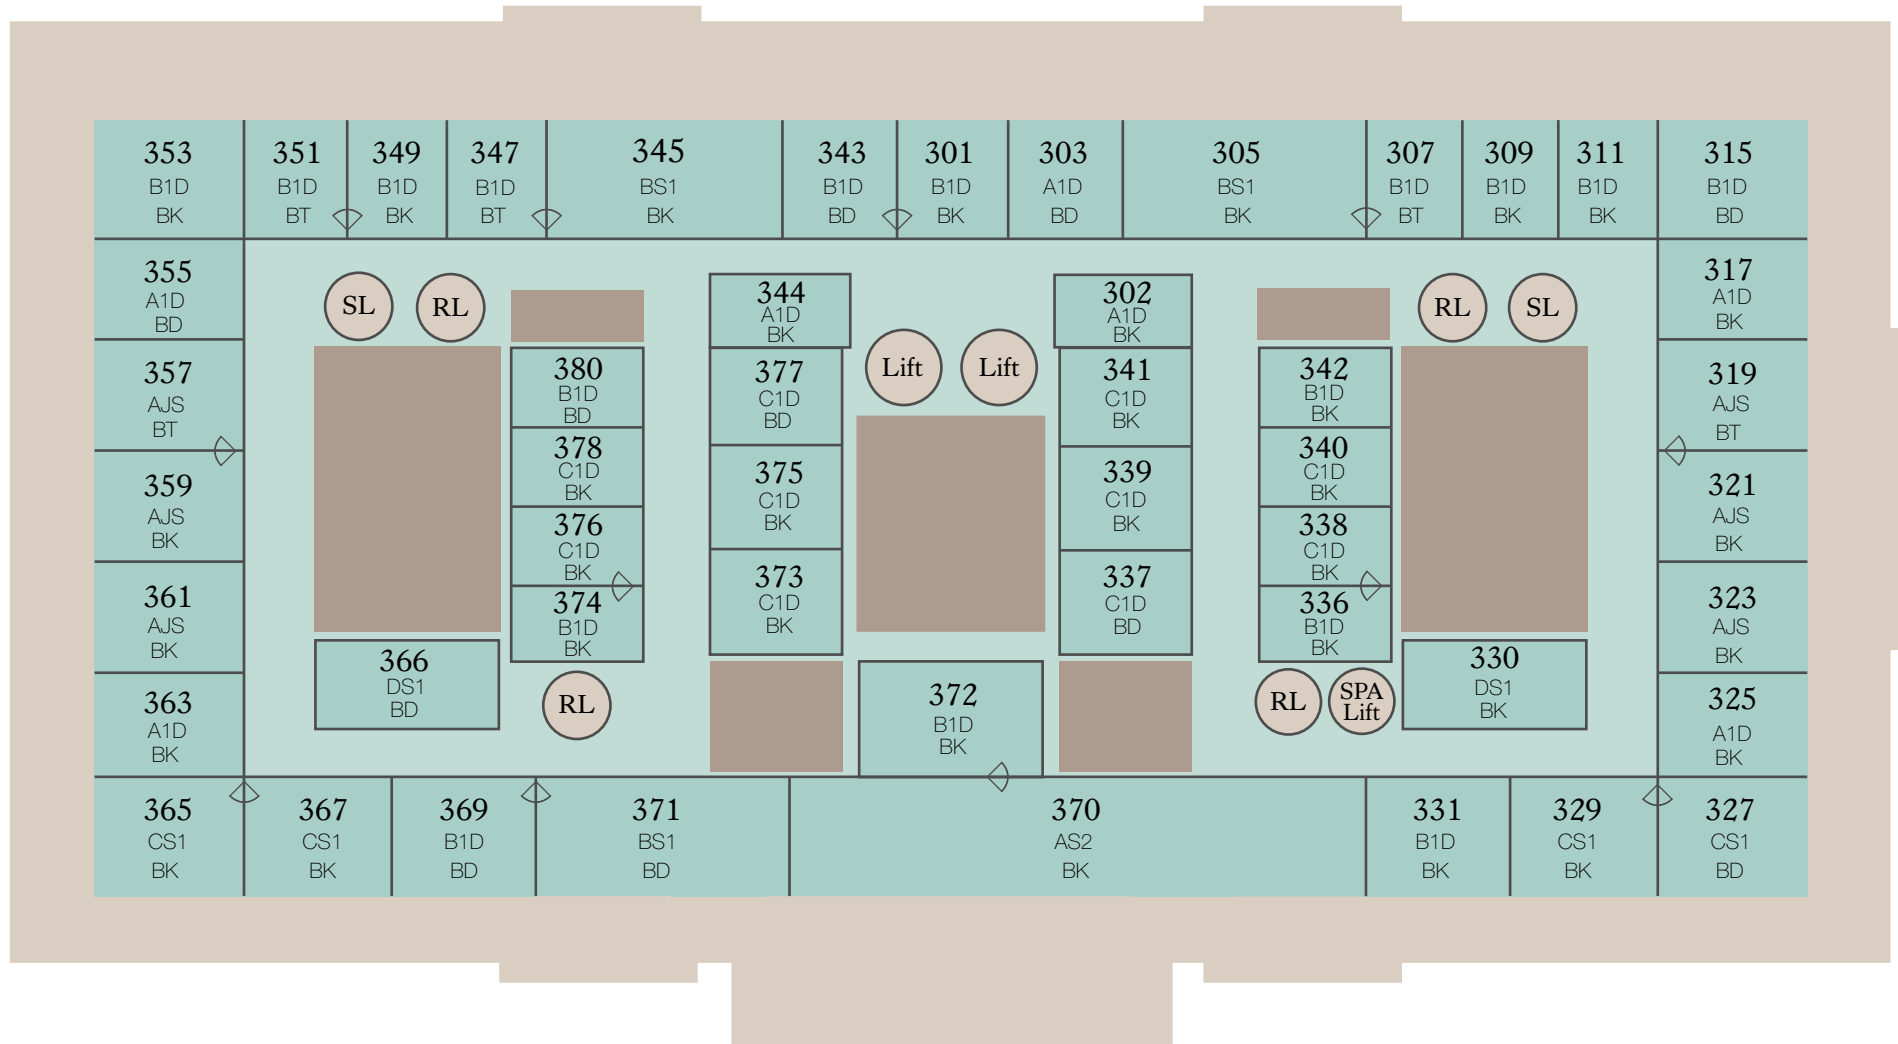 353
B1D
BK
351
B1D
BT
349
B1D
BK
347
B1D
BT
345
BS1
BK
343
B1D
BD
301
B1D
BK
303
A1D
BD
305
BS1
BK
307
B1D
BT
309
B1D
BK
311
B1D
BK
315
B1D
BD
355
A1D
BD
357
AJS
BT
359
AJS
BK
361
AJS
BK
363
A1D
BK
SL
RL
380
B1D
BD
378
C1D
BK
376
C1D
BK
374
B1D
BK
366
DS1
BD
RL
344
A1D
BK
377
C1D
BD
375
C1D
BK
373
C1D
BK
Lift
Lift
372
B1D
BK
302
A1D
BK
341
C1D
BK
339
C1D
BK
337
C1D
BD
342
B1D
BK
340
C1D
BK
338
C1D
BK
336
B1D
BK
RL
SPA
Lift
RL
SL
330
DS1
BK
317
A1D
BK
319
AJS
BT
321
AJS
BK
323
AJS
BK
325
A1D
BK
365
CS1
BK
367
CS1
BK
369
B1D
BD
371
BS1
BD
370
AS2
BK
331
B1D
BK
329
CS1
BK
327
CS1
BD